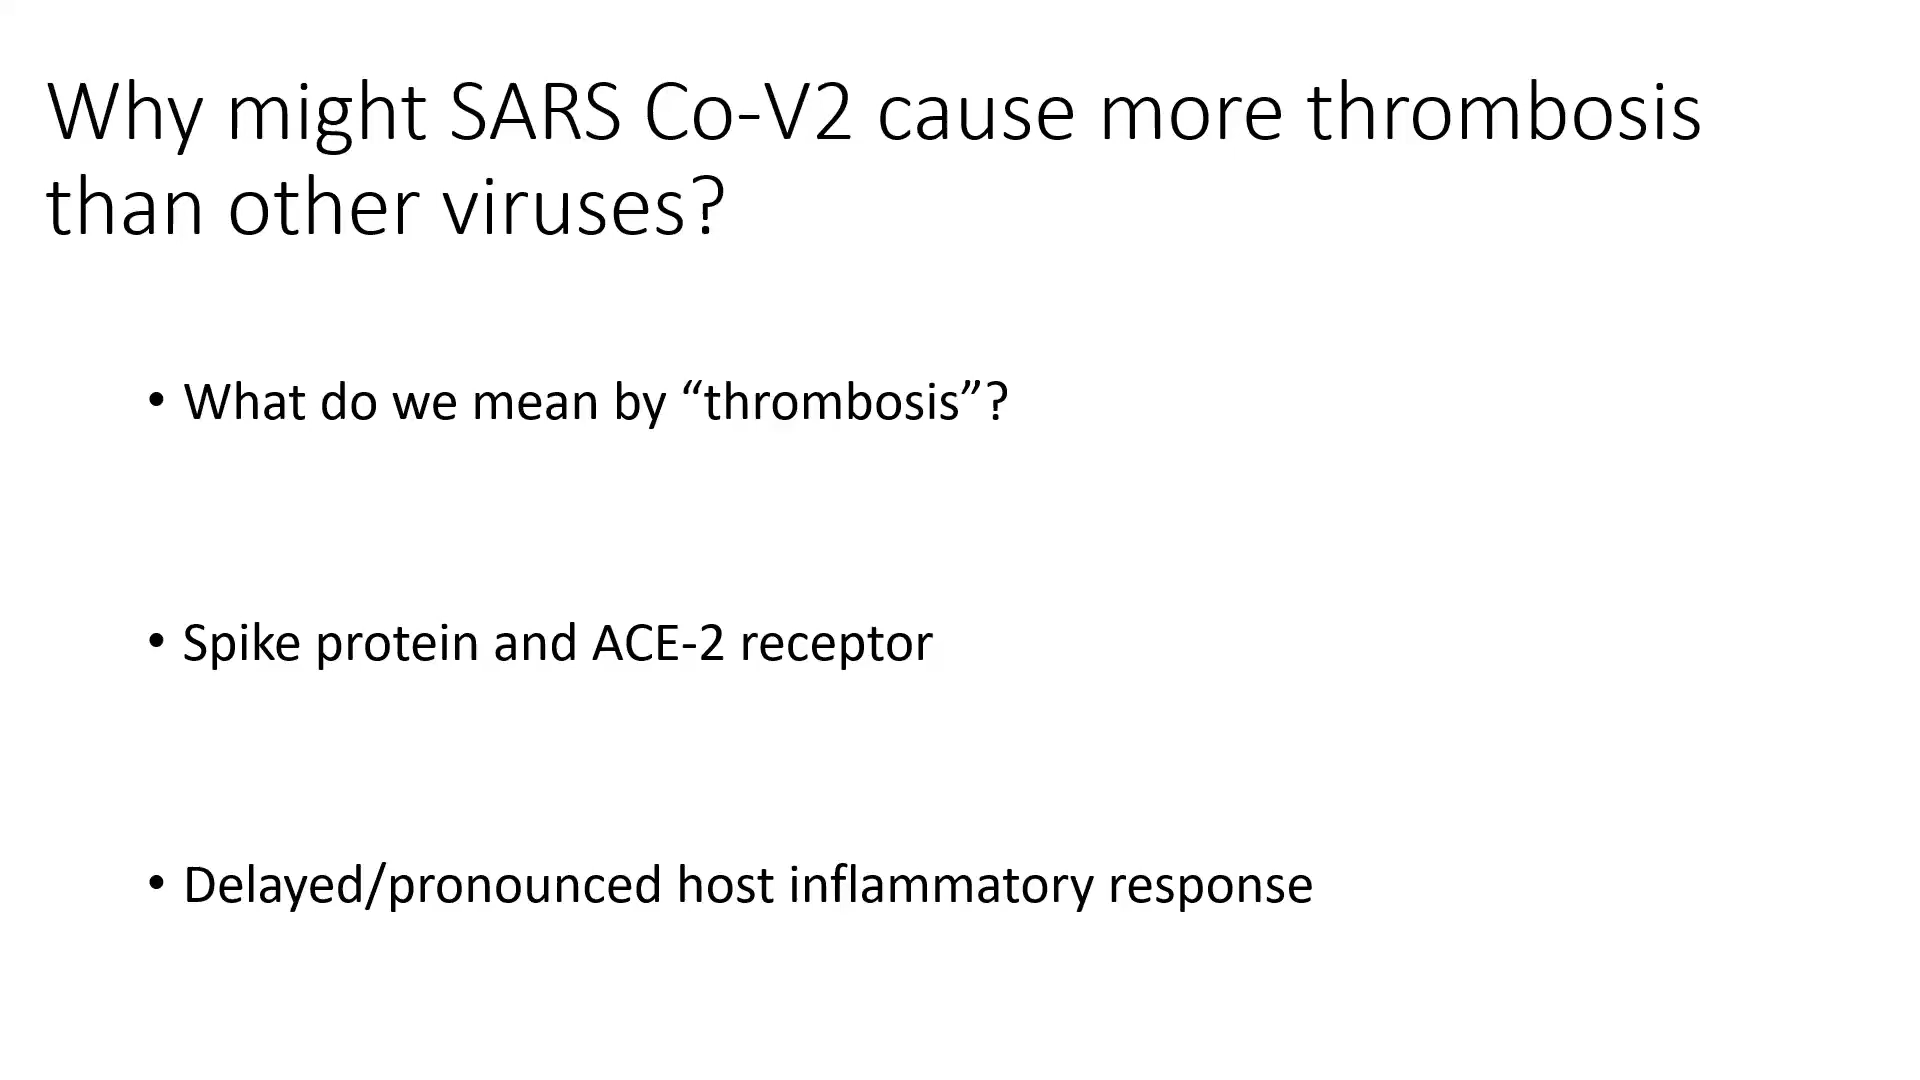 Why might SARS Co-V2 cause more thrombosis
than other viruses?
• What do we mean by “thrombosis”?
• Spike protein and ACE-2 receptor
• Delayed/pronounced host inflammatory response